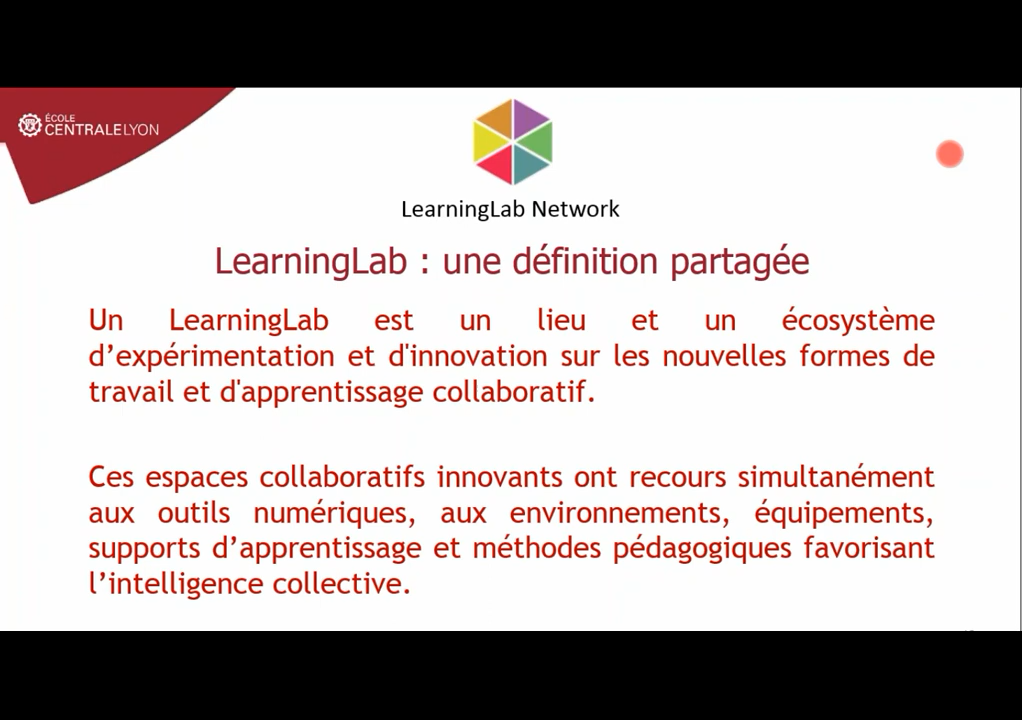 ÉCOLE
CENTRALELYON
LearningLab Network
LearningLab : une définition partagée
Un LearningLab est un lieu et un écosystème
d’expérimentation et d'innovation sur les nouvelles formes de
travail et d'apprentissage collaboratif.
Ces espaces collaboratifs innovants ont recours simultanément
aux outils numériques, aux environnements, équipements,
supports d’apprentissage et méthodes pédagogiques favorisant
l’intelligence collective.